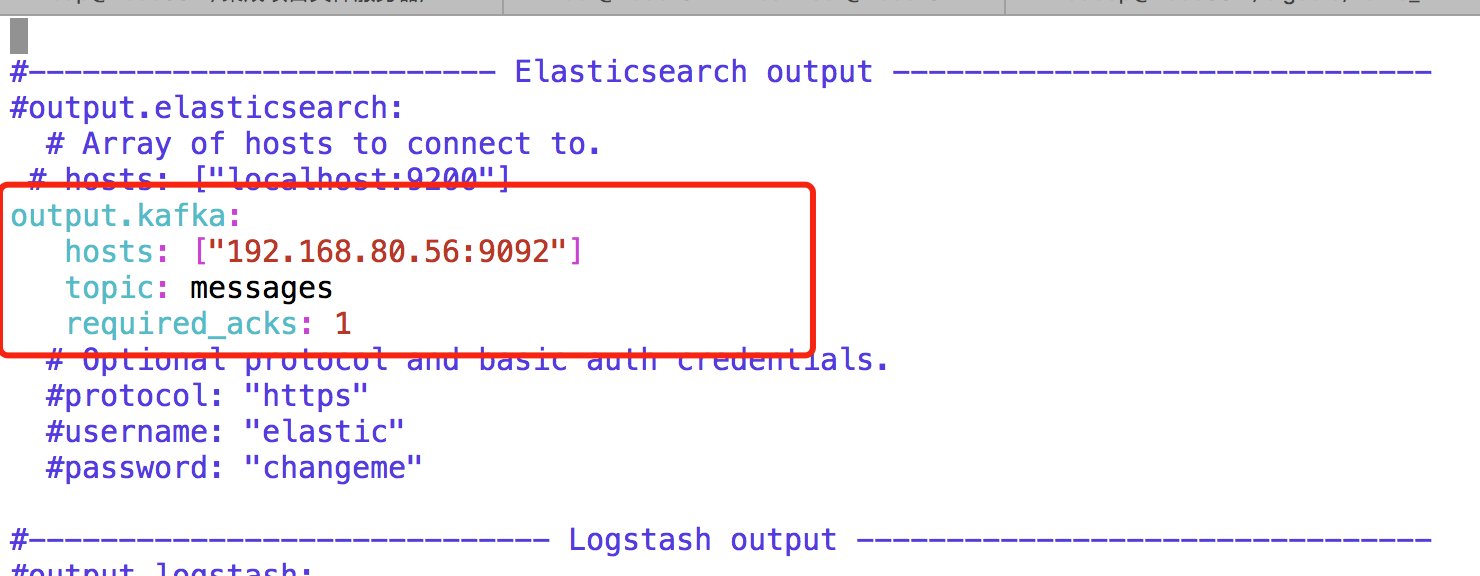 #-------------------------- Elasticsearch output ------------------------------
#output.elasticsearch:
# Array of hosts to connect to.
# hosts: ["localhost:9200"]
output.kafka:
hosts: ["192.168.80.56:9092"]
topic: messages
required_acks: 1
# Optional protocol and basic auth credentials.
#protocol: "https"
#username: "elastic"
#password: "changeme"
#----------------------------- Logstash output --------------------------------
#output.logstash: